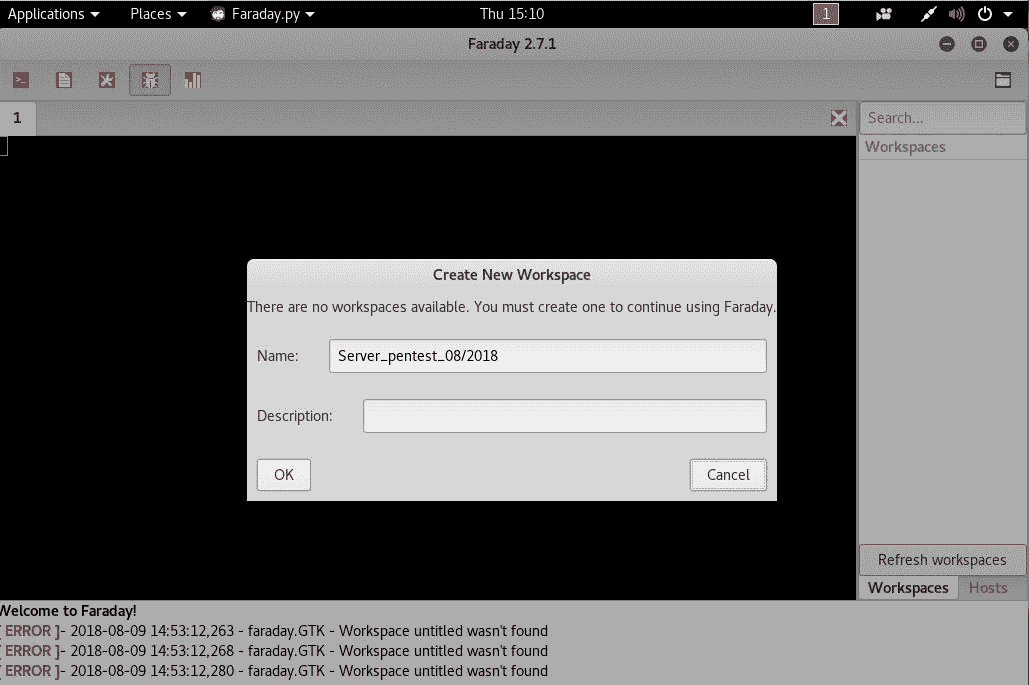 Applications Places Faraday.py Thu 15:10 1
Faraday 2.7.1
1
Search...
Workspaces
Create New Workspace
There are no workspaces available. You must create one to continue using Faraday.
Name: Server_pentest_08/2018
Description:
OK Cancel
Refresh workspaces
Workspaces Hosts
Welcome to Faraday!
[ ERROR ]- 2018-08-09 14:53:12,263 - faraday.GTK - Workspace untitled wasn't found
[ ERROR ]- 2018-08-09 14:53:12,268 - faraday.GTK - Workspace untitled wasn't found
[ ERROR ]- 2018-08-09 14:53:12,280 - faraday.GTK - Workspace untitled wasn't found